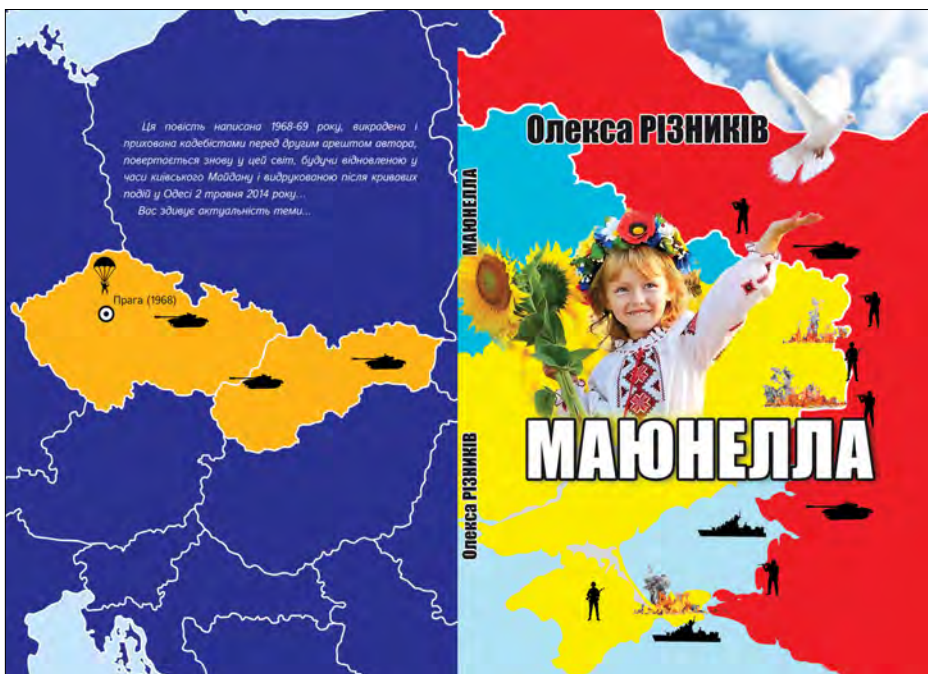 Ця повість написана 1968-69 року, викрадена і
прихована кадебістами перед другим арештом автора,
повертається знову у цей світ, будучи відновленою у
часи київського Майдану і видрукованою після кривавих
подій у Одесі 2 травня 2014 року...
Вас здивує актуальність теми...
Прага (1968)
МАЮНЕЛЛА
Олекса РІЗНИКІВ
Олекса РІЗНИКІВ
МАЮНЕЛЛА